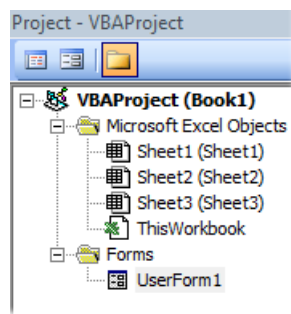 Project - VBAProject
VBAProject (Book1)
Microsoft Excel Objects
Sheet1 (Sheet1)
Sheet2 (Sheet2)
Sheet3 (Sheet3)
ThisWorkbook
Forms
UserForm1